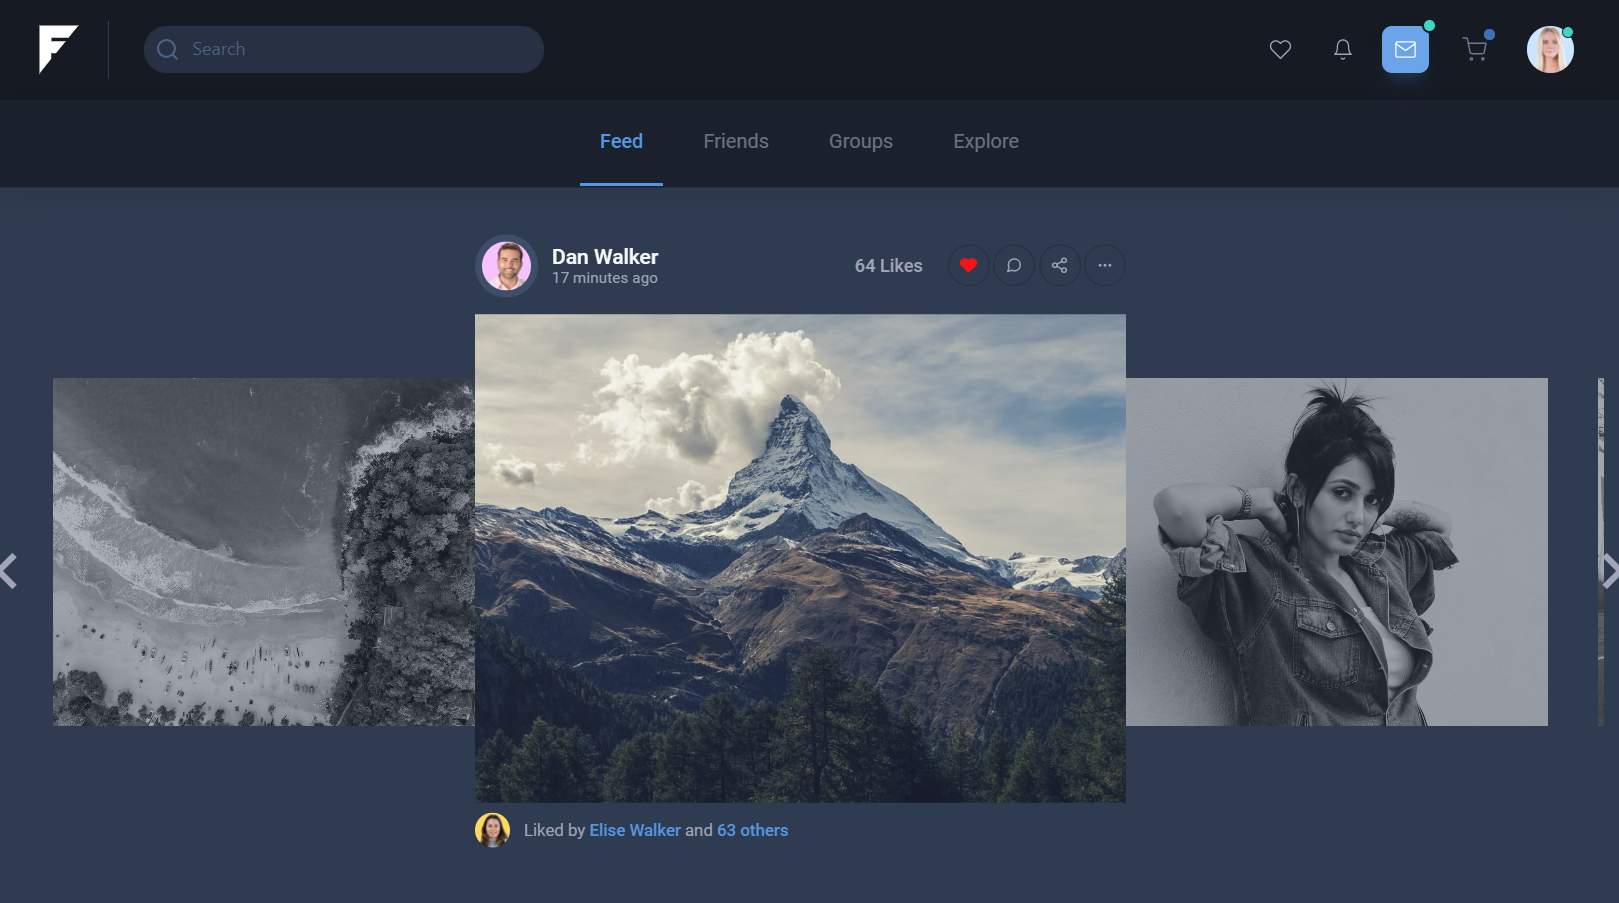 Search
Feed Friends Groups Explore
Dan Walker
17 minutes ago
64 Likes
Liked by Elise Walker and 63 others